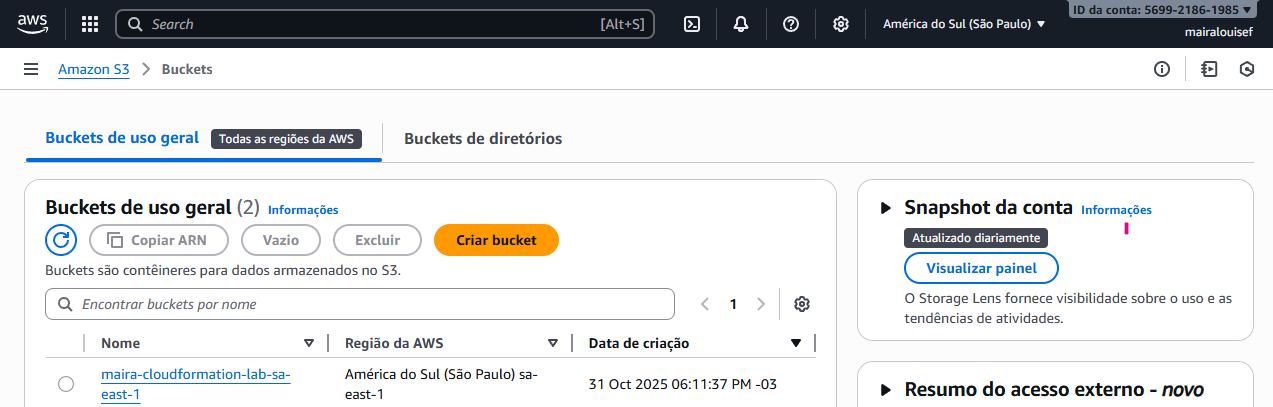 aws
Search [Alt+S]
América do Sul (São Paulo)
ID da conta: 5699-2186-1985
mairalouisef
Amazon S3 > Buckets
Buckets de uso geral Todas as regiões da AWS
Buckets de diretórios
Buckets de uso geral (2) Informações
Copiar ARN
Vazio
Excluir
Criar bucket
Buckets são contêineres para dados armazenados no S3.
Encontrar buckets por nome
1
Nome
Região da AWS
Data de criação
maira-cloudformation-lab-sa-
east-1
América do Sul (São Paulo) sa-
east-1
31 Oct 2025 06:11:37 PM -03
Snapshot da conta Informações
Atualizado diariamente
Visualizar painel
O Storage Lens fornece visibilidade sobre o uso e as
tendências de atividades.
Resumo do acesso externo - novo